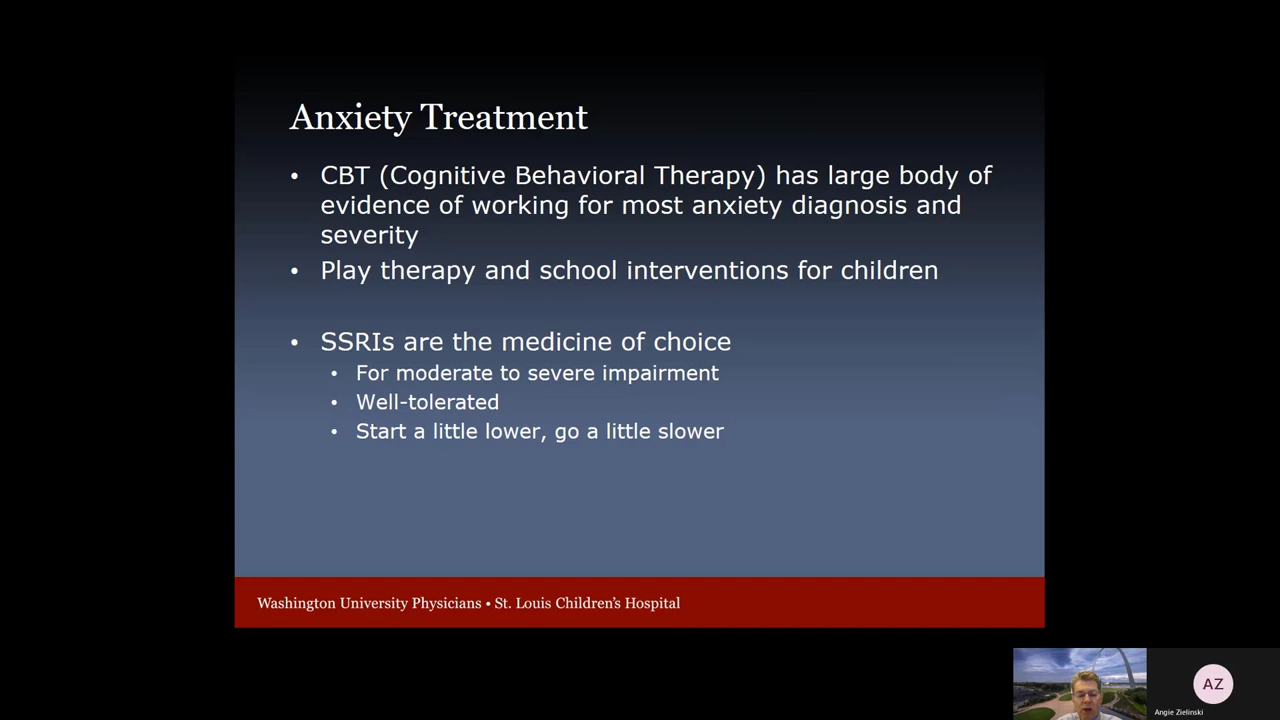 Anxiety Treatment
• CBT (Cognitive Behavioral Therapy) has large body of
evidence of working for most anxiety diagnosis and
severity
• Play therapy and school interventions for children
• SSRIs are the medicine of choice
• For moderate to severe impairment
• Well-tolerated
• Start a little lower, go a little slower
Washington University Physicians • St. Louis Children’s Hospital
AZ
Angie Zielinski